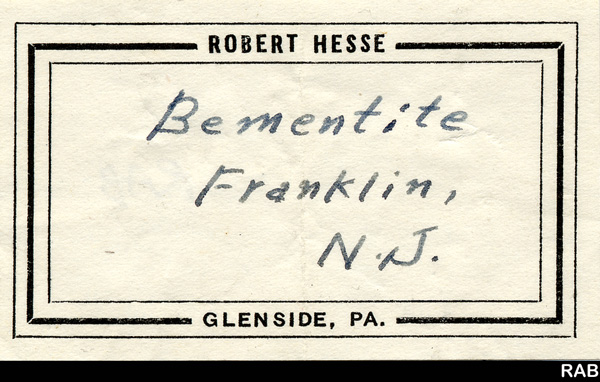 ROBERT HESSE
Bementite
Franklin,
N.J.
GLENSIDE, PA.
RAB